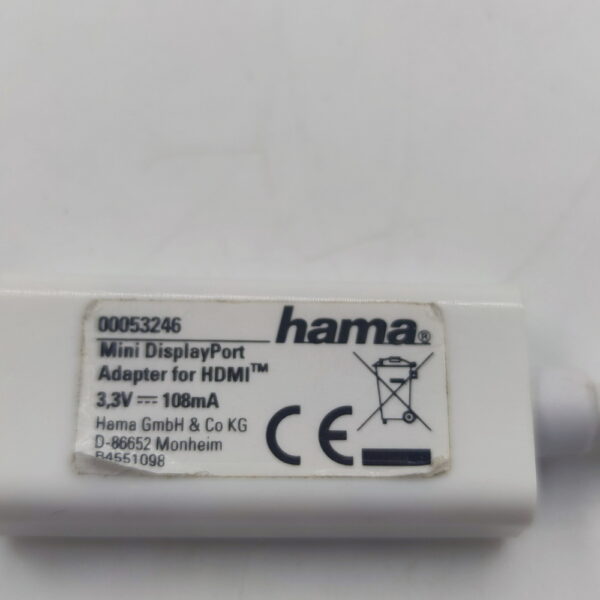 00053246
hama®
Mini DisplayPort
Adapter for HDMI™
3,3V ⎓ 108mA
Hama GmbH & Co KG
D-86652 Monheim
B4551098
CE